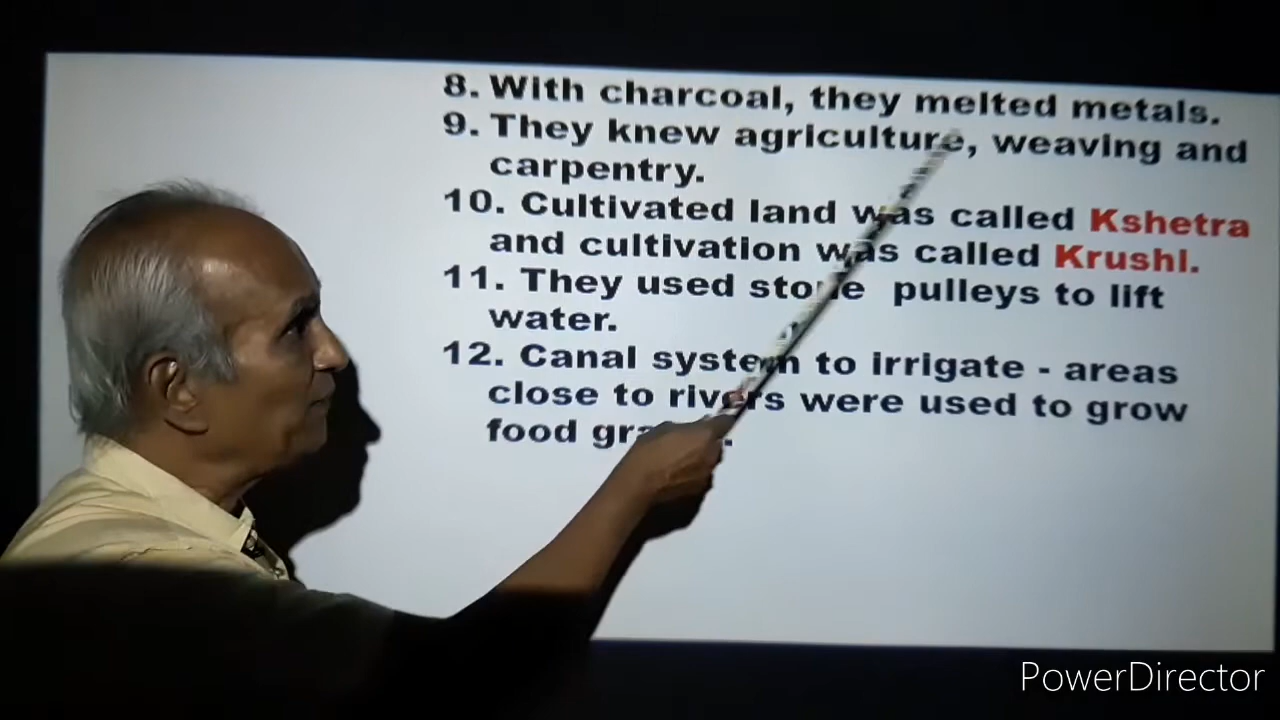 8. With charcoal, they melted metals.
9. They knew agriculture, weaving and
carpentry.
10. Cultivated land was called Kshetra
and cultivation was called Krushi.
11. They used stone pulleys to lift
water.
12. Canal system to irrigate - areas
close to rivers were used to grow
food
PowerDirector